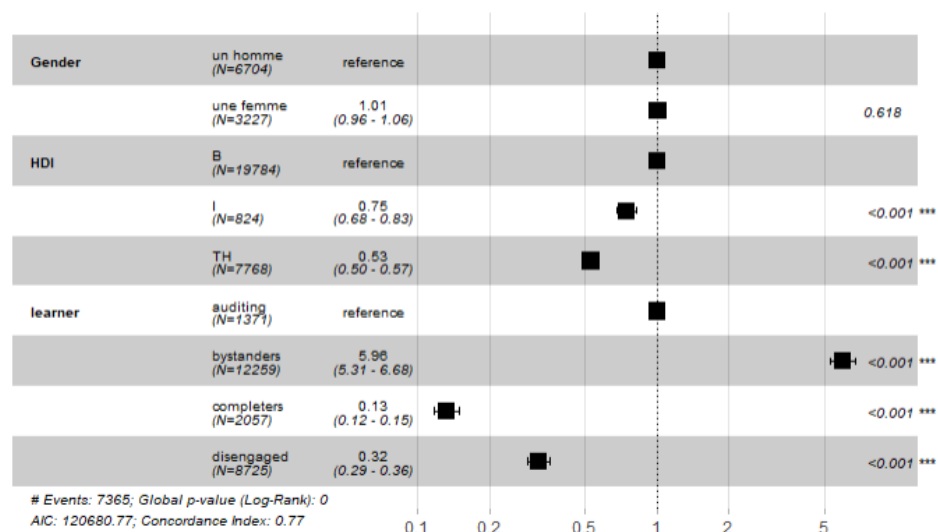 Gender un homme reference
(N=6704)
une femme 1.01 0.618
(N=3227) (0.96 - 1.06)
HDI B reference
(N=19784)
I 0.75 <0.001 ***
(N=824) (0.68 - 0.83)
TH 0.53 <0.001 ***
(N=7768) (0.50 - 0.57)
learner auditing reference
(N=1371)
bystanders 5.96 <0.001 ***
(N=12259) (5.31 - 6.68)
completers 0.13 <0.001 ***
(N=2057) (0.12 - 0.15)
disengaged 0.32 <0.001 ***
(N=8725) (0.29 - 0.36)
# Events: 7365; Global p-value (Log-Rank): 0
AIC: 120680.77; Concordance Index: 0.77
0.1 0.2 0.5 1 2 5